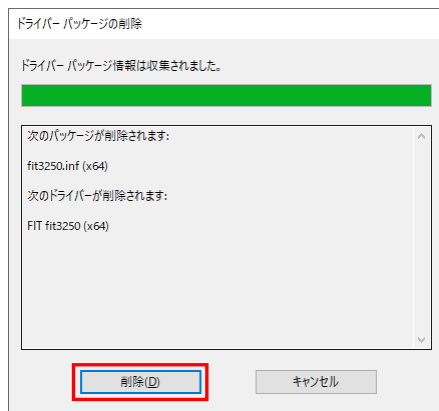 ドライバー パッケージの削除
ドライバー パッケージ情報は収集されました。
次のパッケージが削除されます:
fit3250.inf (x64)
次のドライバーが削除されます:
FIT fit3250 (x64)
削除(D)
キャンセル